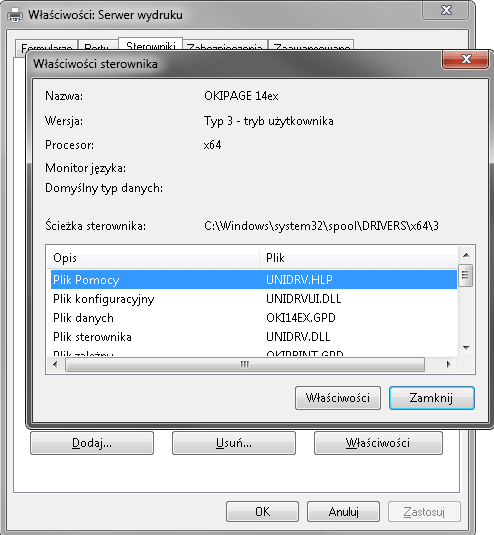 Właściwości: Serwer wydruku
Formularze Porty Sterowniki Zabezpieczenia Zaawansowane
Właściwości sterownika
Nazwa: OKIPAGE 14ex
Wersja: Typ 3 - tryb użytkownika
Procesor: x64
Monitor języka:
Domyślny typ danych:
Ścieżka sterownika: C:\Windows\system32\spool\DRIVERS\x64\3
Opis Plik
Plik Pomocy UNIDRV.HLP
Plik konfiguracyjny UNIDRVUI.DLL
Plik danych OKI14EX.GPD
Plik sterownika UNIDRV.DLL
Plik zależny OKIPRINT.GPD
Właściwości Zamknij
Dodaj... Usuń... Właściwości
OK Anuluj Zastosuj